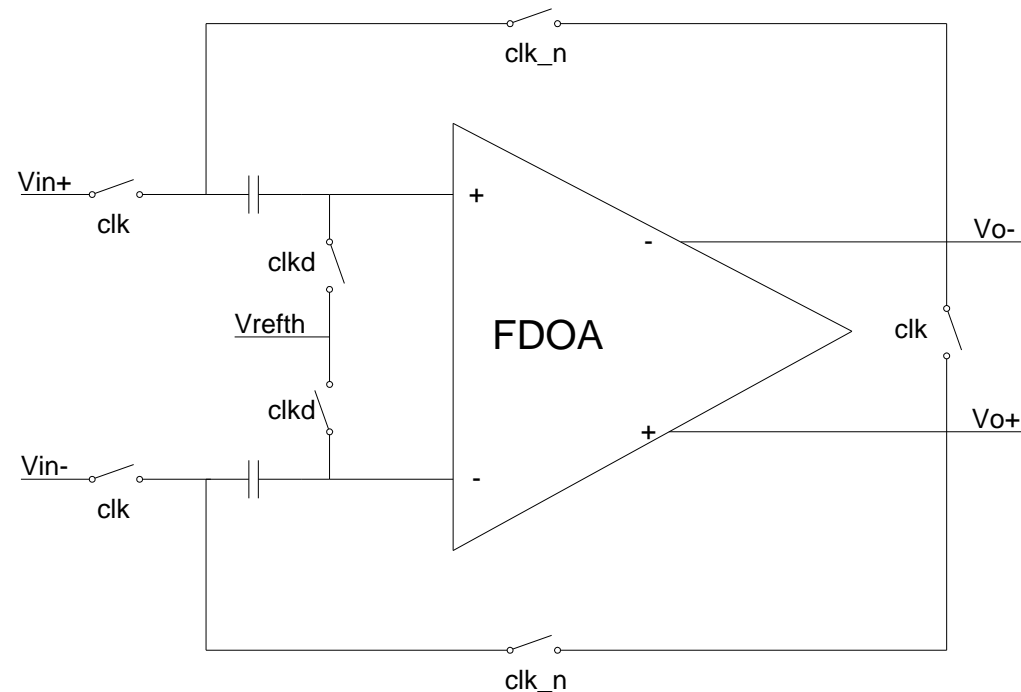 clk_n
Vin+
clk
+
-
Vo-
clkd
Vrefth
FDOA
clk
clkd
+
Vo+
Vin-
-
clk
clk_n